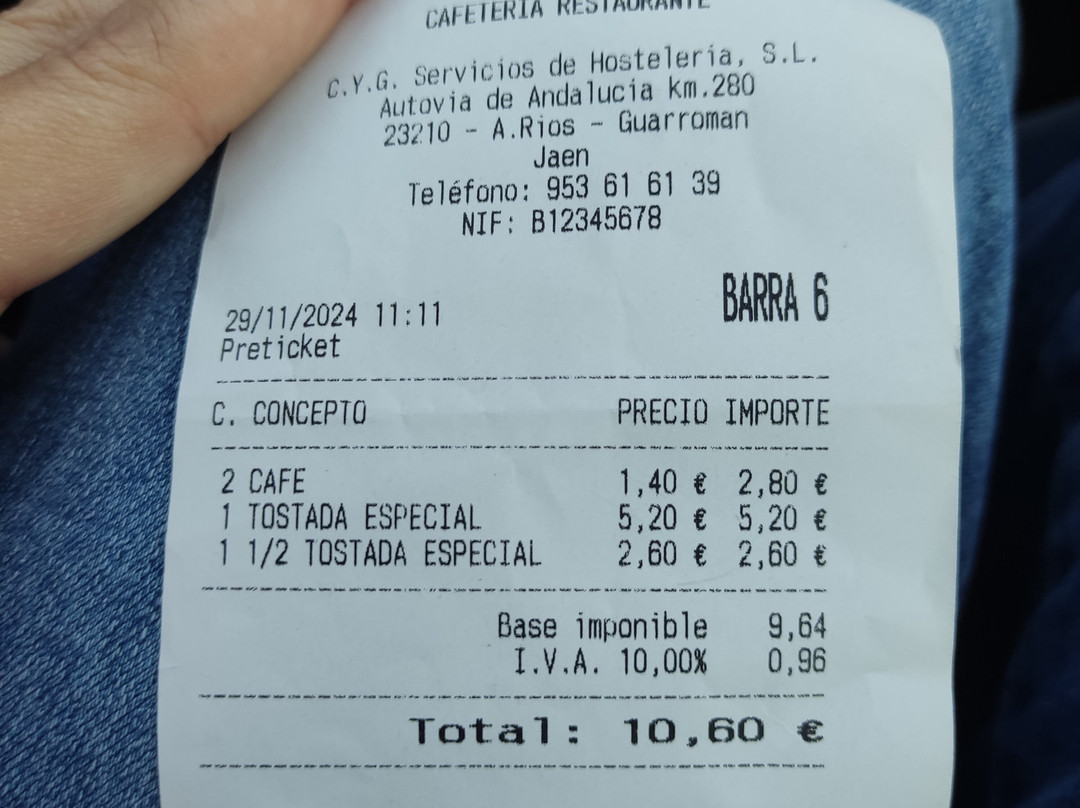 CAFETERIA RESTAURANTE
C.Y.G. Servicios de Hostelería, S.L.
Autovia de Andalucia km.280
23210 - A.Rios - Guarroman
Jaen
Teléfono: 953 61 61 39
NIF: B12345678
BARRA 6
29/11/2024 11:11
Preticket
C. CONCEPTO PRECIO IMPORTE
2 CAFE 1,40 € 2,80 €
1 TOSTADA ESPECIAL 5,20 € 5,20 €
1 1/2 TOSTADA ESPECIAL 2,60 € 2,60 €
Base imponible 9,64
I.V.A. 10,00% 0,96
Total: 10,60 €